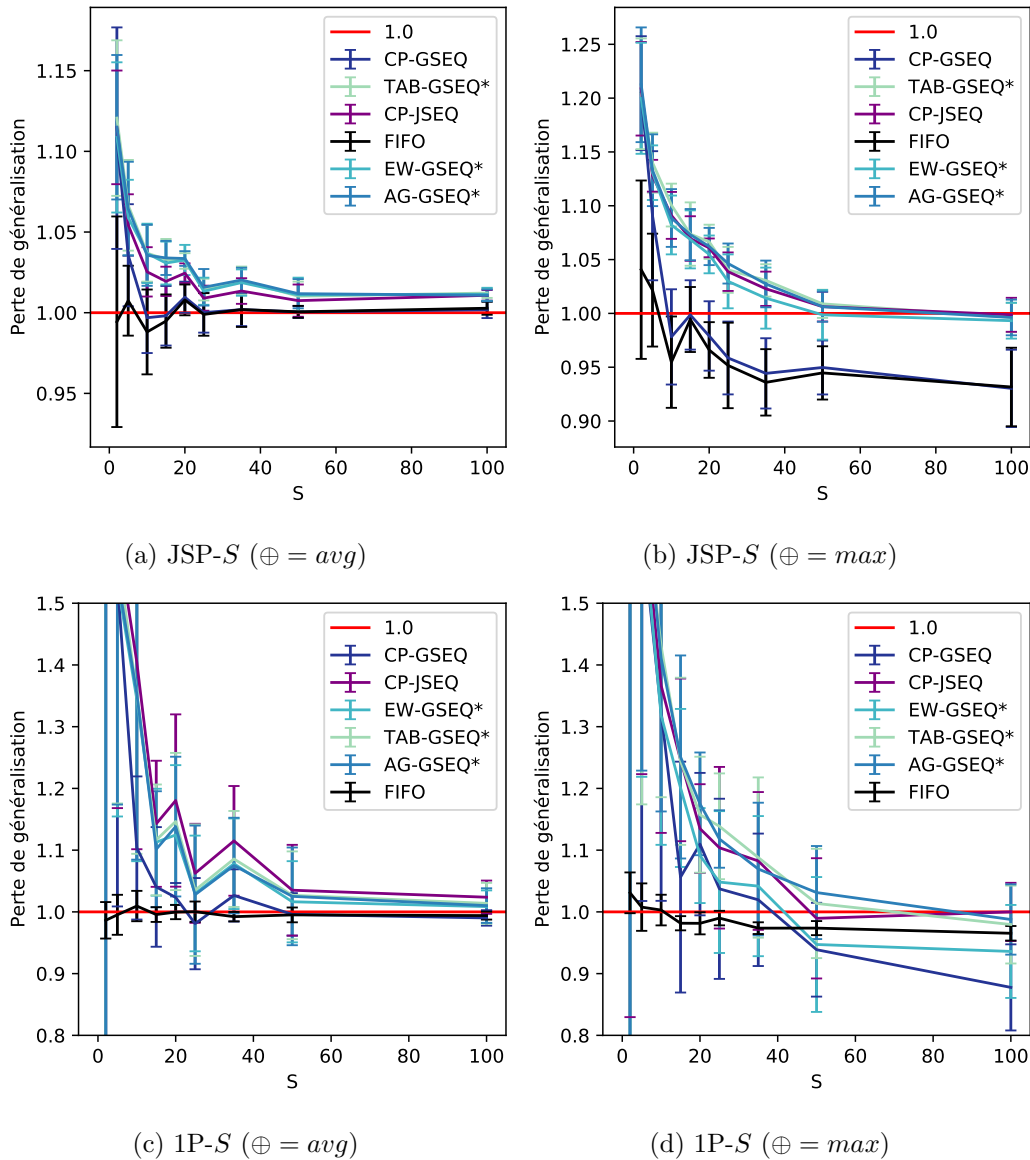 1.0
CP-GSEQ
TAB-GSEQ*
CP-JSEQ
FIFO
EW-GSEQ*
AG-GSEQ*
1.15
1.10
1.05
1.00
0.95
Perte de généralisation
0 20 40 60 80 100
S
(a) JSP-S (⊕ = avg)
1.0
CP-GSEQ
TAB-GSEQ*
CP-JSEQ
FIFO
EW-GSEQ*
AG-GSEQ*
1.25
1.20
1.15
1.10
1.05
1.00
0.95
0.90
Perte de généralisation
0 20 40 60 80 100
S
(b) JSP-S (⊕ = max)
1.0
CP-GSEQ
CP-JSEQ
EW-GSEQ*
TAB-GSEQ*
AG-GSEQ*
FIFO
1.5
1.4
1.3
1.2
1.1
1.0
0.9
0.8
Perte de généralisation
0 20 40 60 80 100
S
(c) 1P-S (⊕ = avg)
1.0
CP-GSEQ
CP-JSEQ
EW-GSEQ*
TAB-GSEQ*
AG-GSEQ*
FIFO
1.5
1.4
1.3
1.2
1.1
1.0
0.9
0.8
Perte de généralisation
0 20 40 60 80 100
S
(d) 1P-S (⊕ = max)